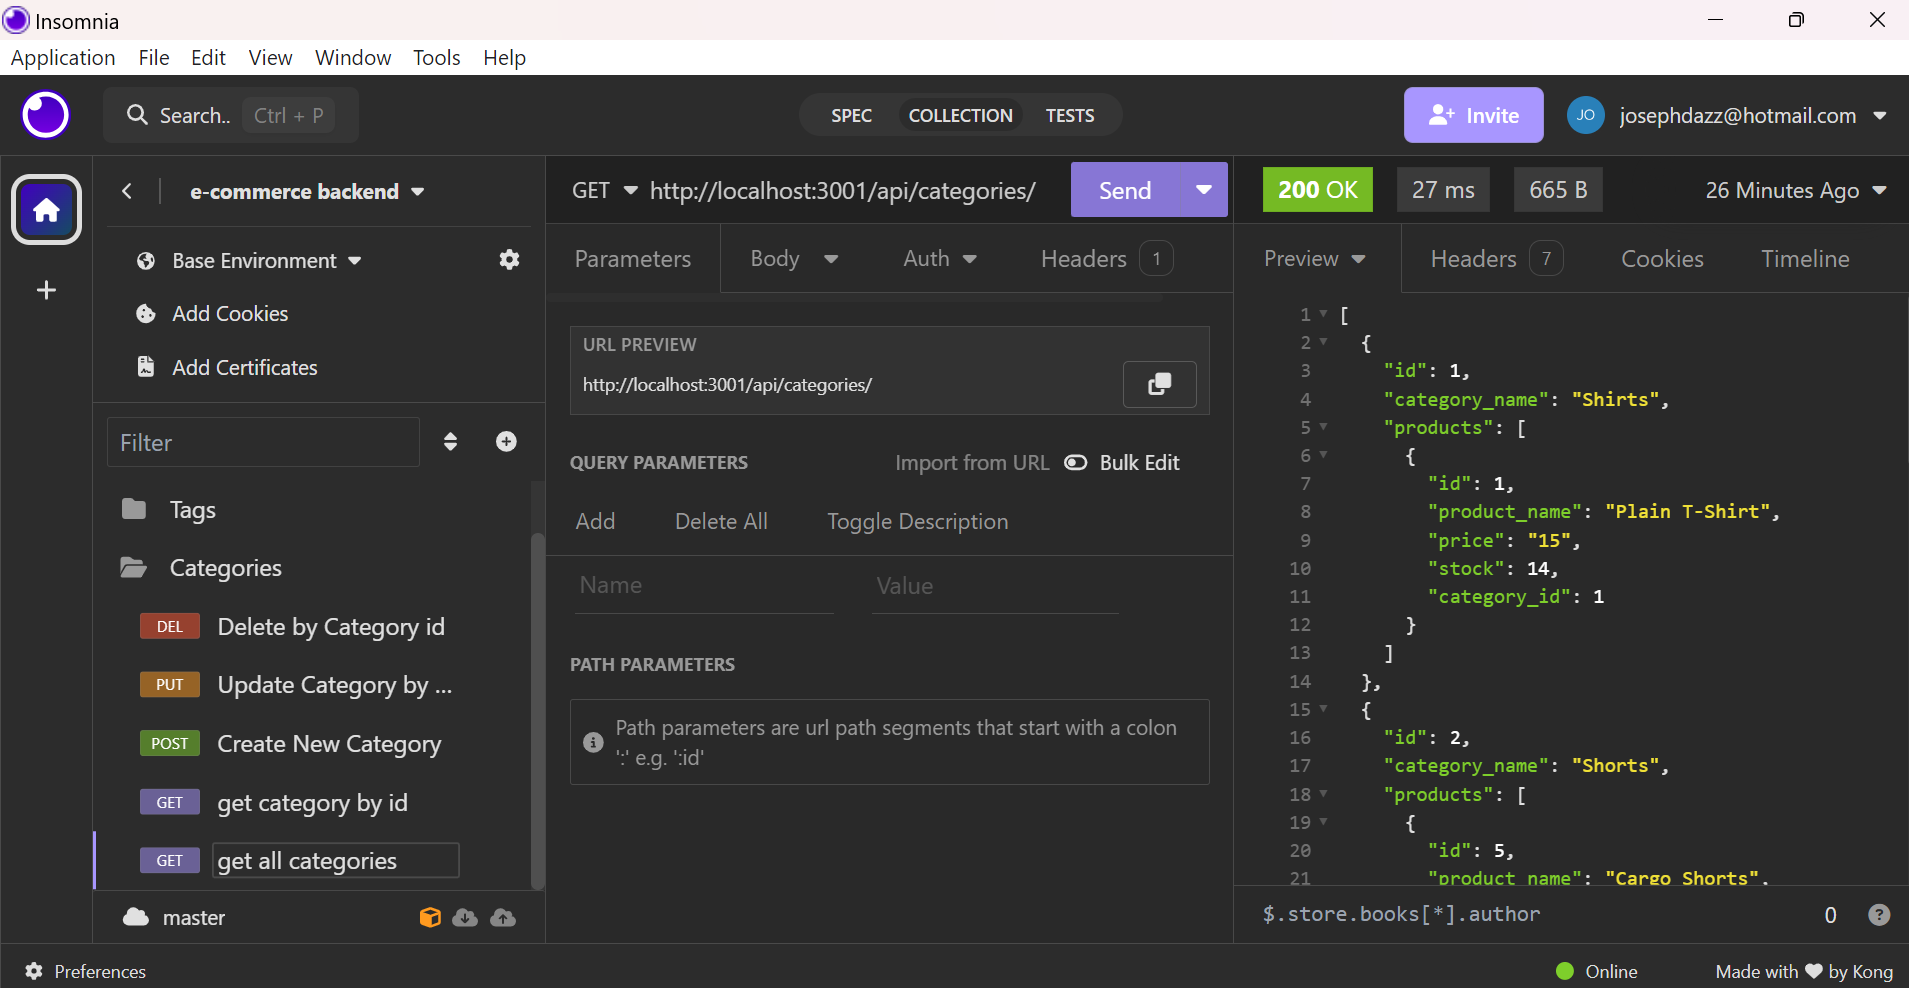 Insomnia
Application File Edit View Window Tools Help
Search.. Ctrl + P
SPEC COLLECTION TESTS
Invite
JO josephdazz@hotmail.com
e-commerce backend
Base Environment
Add Cookies
Add Certificates
Filter
Tags
Categories
DEL Delete by Category id
PUT Update Category by ...
POST Create New Category
GET get category by id
GET get all categories
master
GET http://localhost:3001/api/categories/ Send
Parameters Body Auth Headers 1
URL PREVIEW
http://localhost:3001/api/categories/
QUERY PARAMETERS Import from URL Bulk Edit
Add Delete All Toggle Description
Name Value
PATH PARAMETERS
Path parameters are url path segments that start with a colon
':' e.g. ':id'
200 OK 27 ms 665 B 26 Minutes Ago
Preview Headers 7 Cookies Timeline
1 [
2 {
3 "id": 1,
4 "category_name": "Shirts",
5 "products": [
6 {
7 "id": 1,
8 "product_name": "Plain T-Shirt",
9 "price": "15",
10 "stock": 14,
11 "category_id": 1
12 }
13 ]
14 },
15 {
16 "id": 2,
17 "category_name": "Shorts",
18 "products": [
19 {
20 "id": 5,
21 "product_name": "Cargo Shorts",
$.store.books[*].author 0 ?
Preferences
Online Made with ❤ by Kong